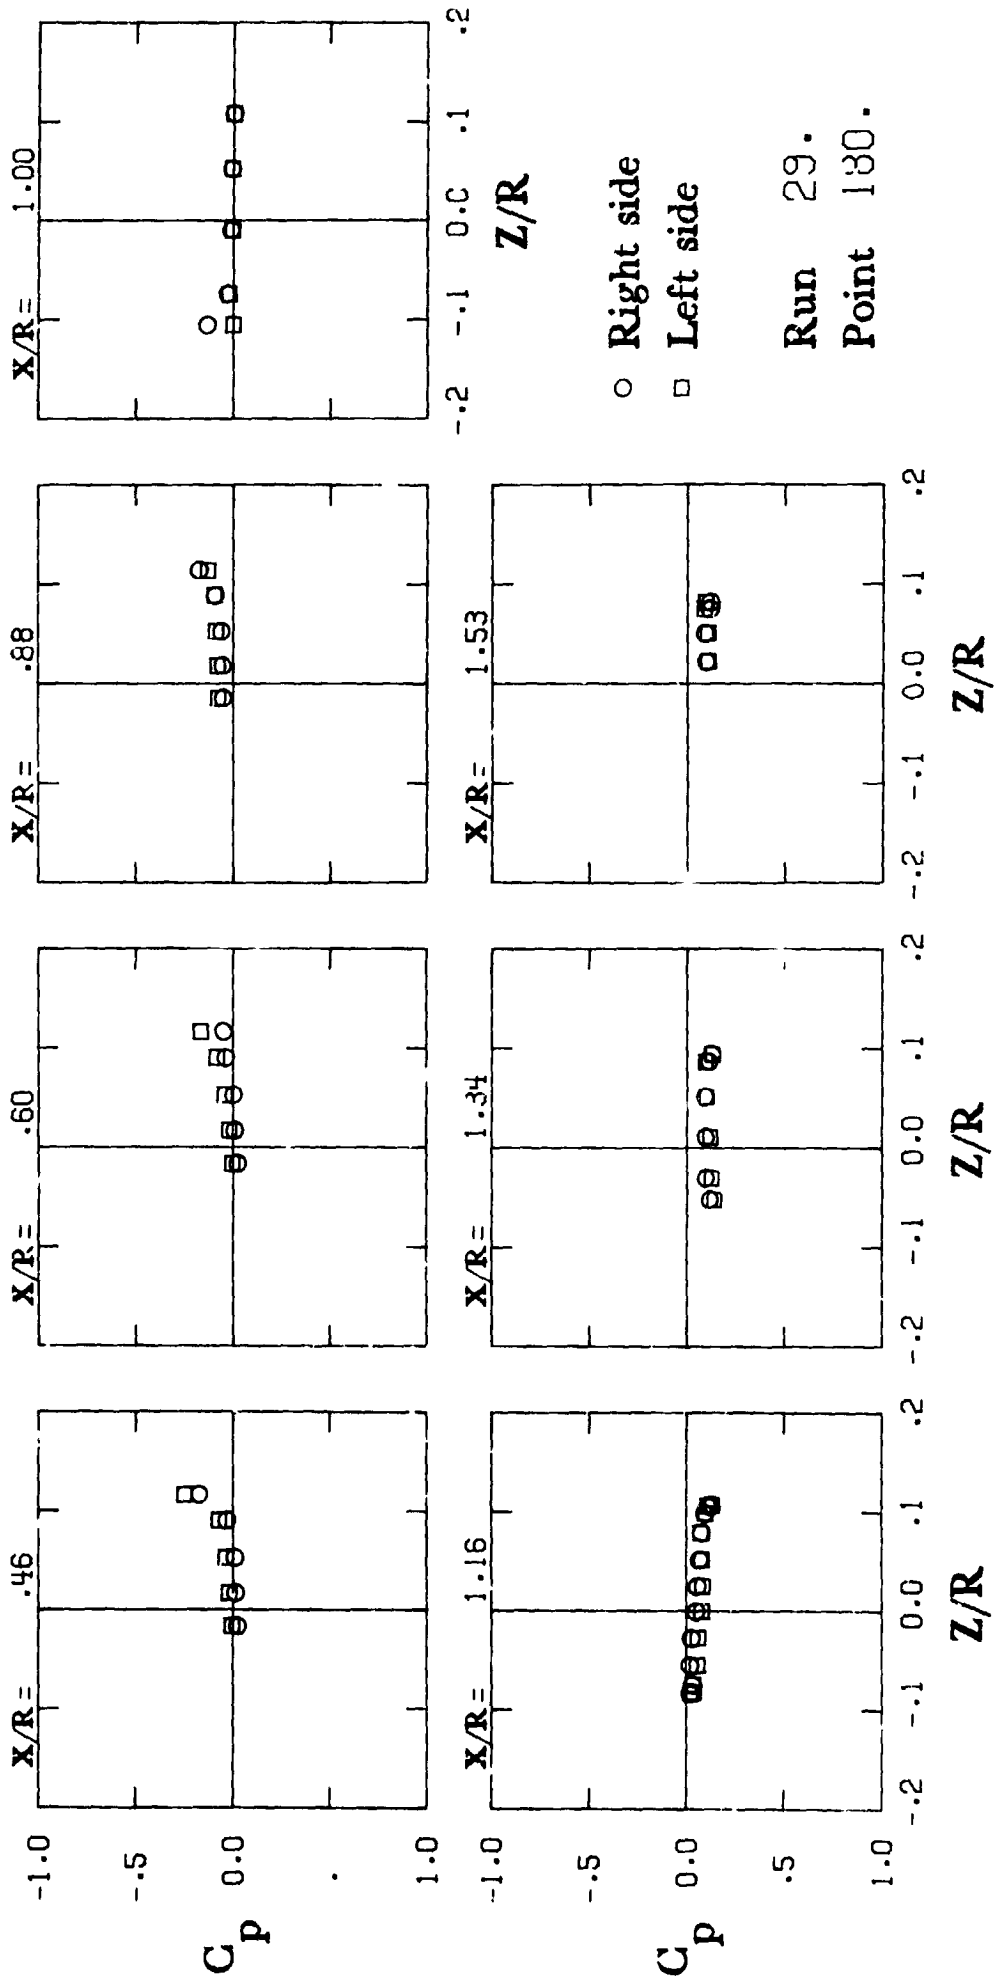 X/R= .46
X/R= .60
X/R= .88
X/R= 1.00
-1.0
-.5
0.0
.
1.0
C p
-.2 -.1 0.C .1 .2
Z/R
X/R= 1.16
X/R= 1.34
X/R= 1.53
-1.0
-.5
0.0
.5
1.0
C p
-.2 -.1 0.0 .1 .2
-.2 -.1 0.0 .1 .2
-.2 -.1 0.0 .1 .2
Z/R
Z/R
Z/R
○ Right side
□ Left side
Run 29.
Point 180.